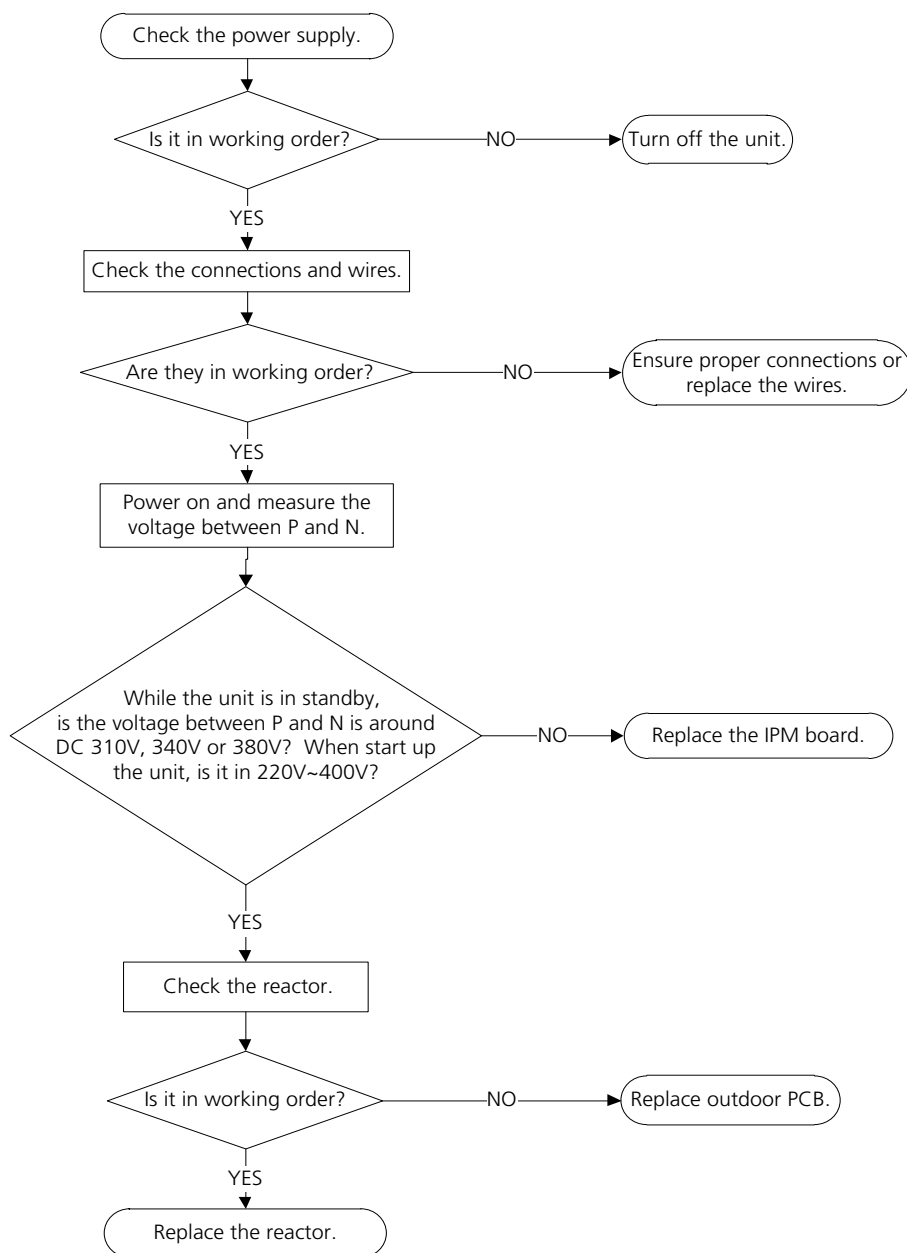 Check the power supply.
Is it in working order?
NO
Turn off the unit.
YES
Check the connections and wires.
Are they in working order?
NO
Ensure proper connections or
replace the wires.
YES
Power on and measure the
voltage between P and N.
While the unit is in standby,
is the voltage between P and N is around
DC 310V, 340V or 380V? When start up
the unit, is it in 220V~400V?
NO
Replace the IPM board.
YES
Check the reactor.
Is it in working order?
NO
Replace outdoor PCB.
YES
Replace the reactor.